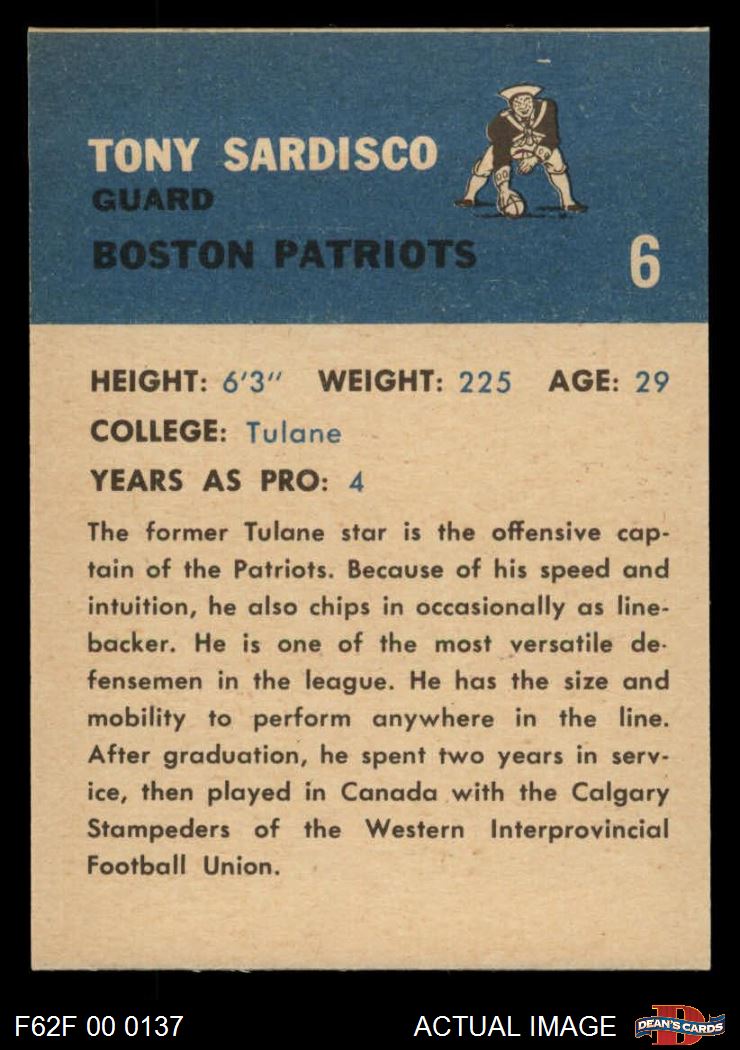 TONY SARDISCO
GUARD
BOSTON PATRIOTS
6
HEIGHT: 6'3" WEIGHT: 225 AGE: 29
COLLEGE: Tulane
YEARS AS PRO: 4
The former Tulane star is the offensive cap-
tain of the Patriots. Because of his speed and
intuition, he also chips in occasionally as line-
backer. He is one of the most versatile de-
fensemen in the league. He has the size and
mobility to perform anywhere in the line.
After graduation, he spent two years in serv-
ice, then played in Canada with the Calgary
Stampeders of the Western Interprovincial
Football Union.
F62F 00 0137
ACTUAL IMAGE
D
DEAN'S CARDS